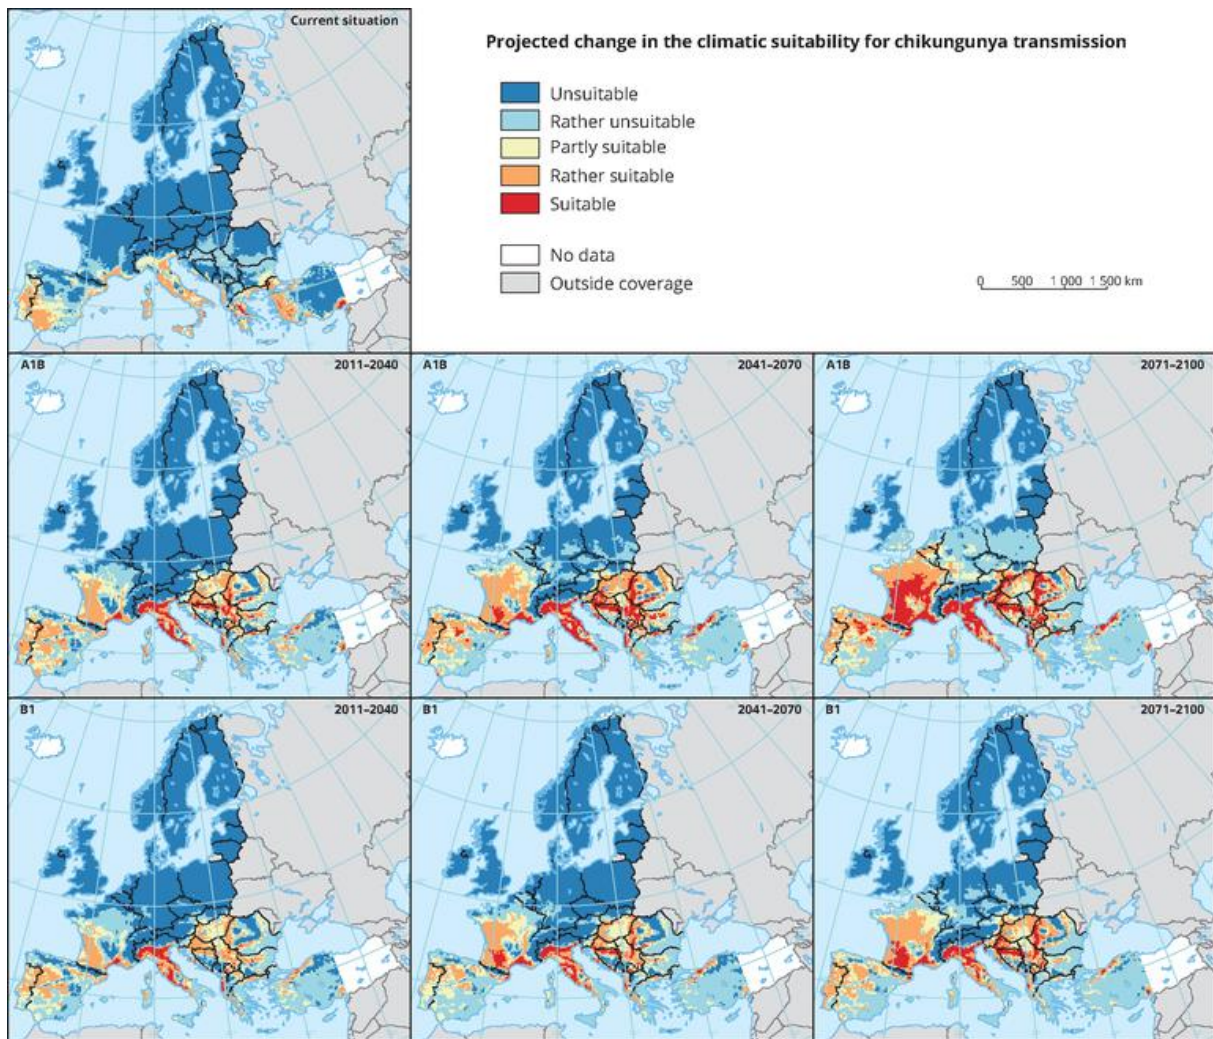 Current situation
Projected change in the climatic suitability for chikungunya transmission
Unsuitable
Rather unsuitable
Partly suitable
Rather suitable
Suitable
No data
Outside coverage
0 500 1 000 1 500 km
A1B 2011–2040
A1B 2041–2070
A1B 2071–2100
B1 2011–2040
B1 2041–2070
B1 2071–2100